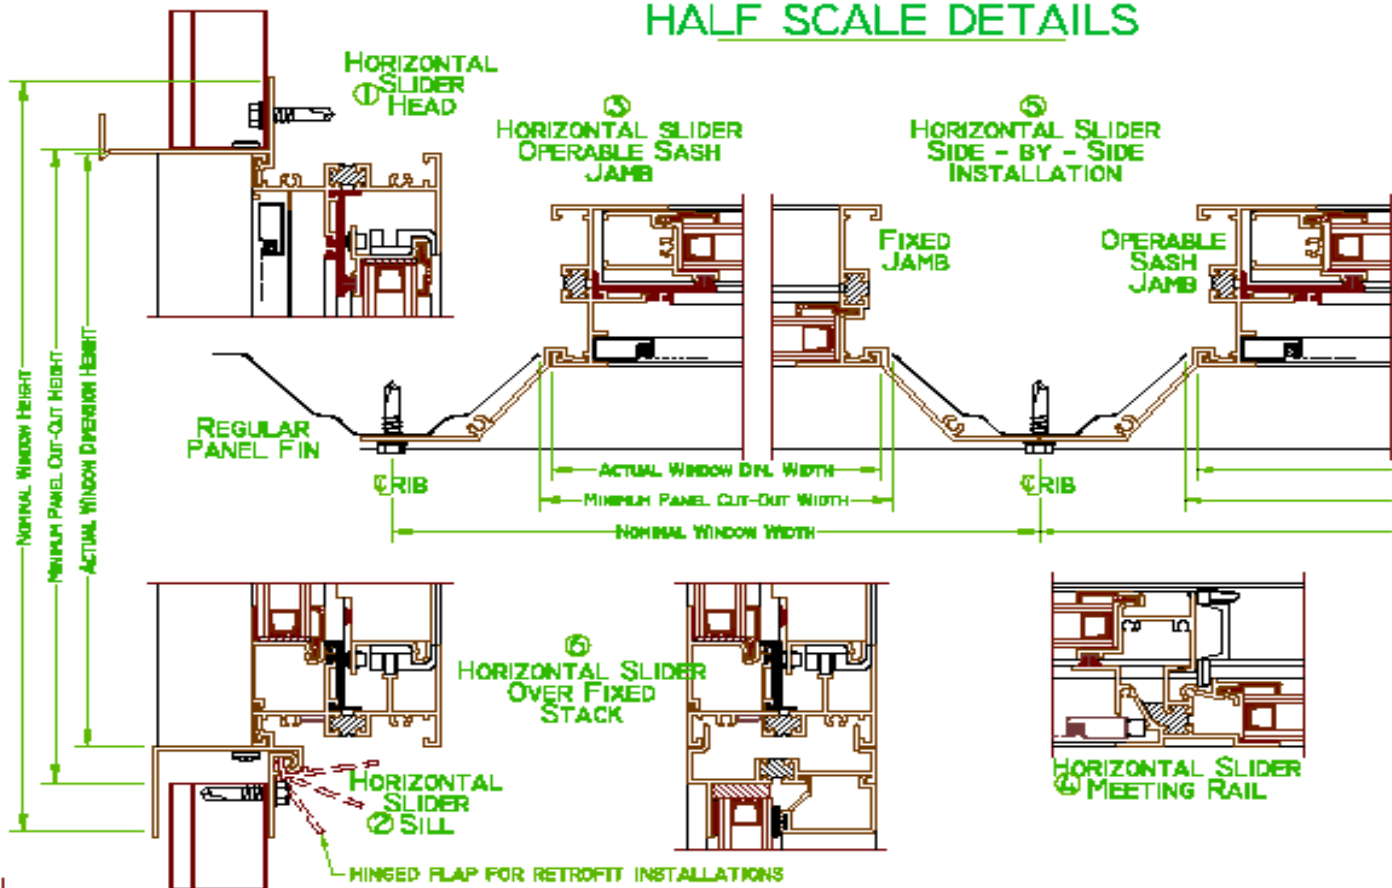 HALF SCALE DETAILS
HORIZONTAL
SLIDER
① HEAD
③
HORIZONTAL SLIDER
OPERABLE SASH
JAMB
⑤
HORIZONTAL SLIDER
SIDE - BY - SIDE
INSTALLATION
FIXED
JAMB
OPERABLE
SASH
JAMB
NOMINAL WINDOW HEIGHT
MINIMUM PANEL CUT-OUT HEIGHT
ACTUAL WINDOW DIMENSION HEIGHT
REGULAR
PANEL FIN
℄ RIB
℄ RIB
ACTUAL WINDOW DIM. WIDTH
MINIMUM PANEL CUT-OUT WIDTH
NOMINAL WINDOW WIDTH
⑥
HORIZONTAL SLIDER
OVER FIXED
STACK
HORIZONTAL
SLIDER
② SILL
HORIZONTAL SLIDER
④ MEETING RAIL
HINGED FLAP FOR RETROFIT INSTALLATIONS